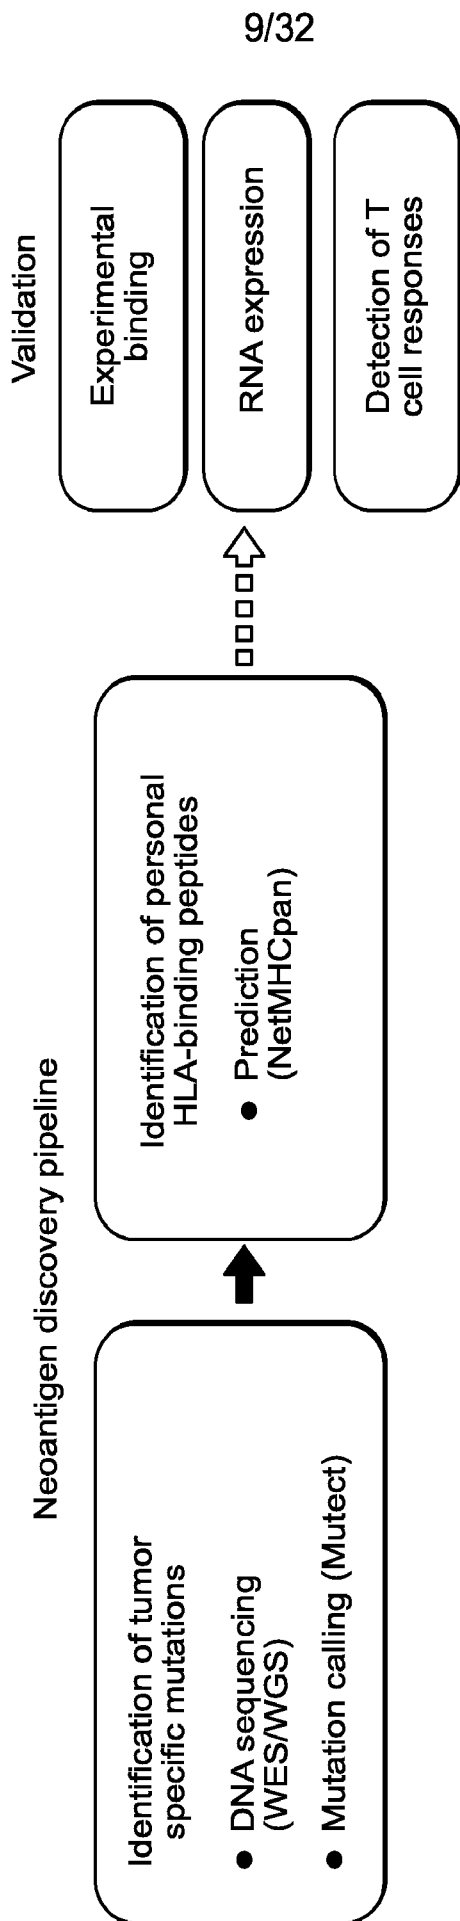 9/32
Neoantigen discovery pipeline
Identification of tumor
specific mutations
● DNA sequencing
(WES/WGS)
● Mutation calling (Mutect)
Identification of personal
HLA-binding peptides
● Prediction
(NetMHCpan)
Validation
Experimental
binding
RNA expression
Detection of T
cell responses